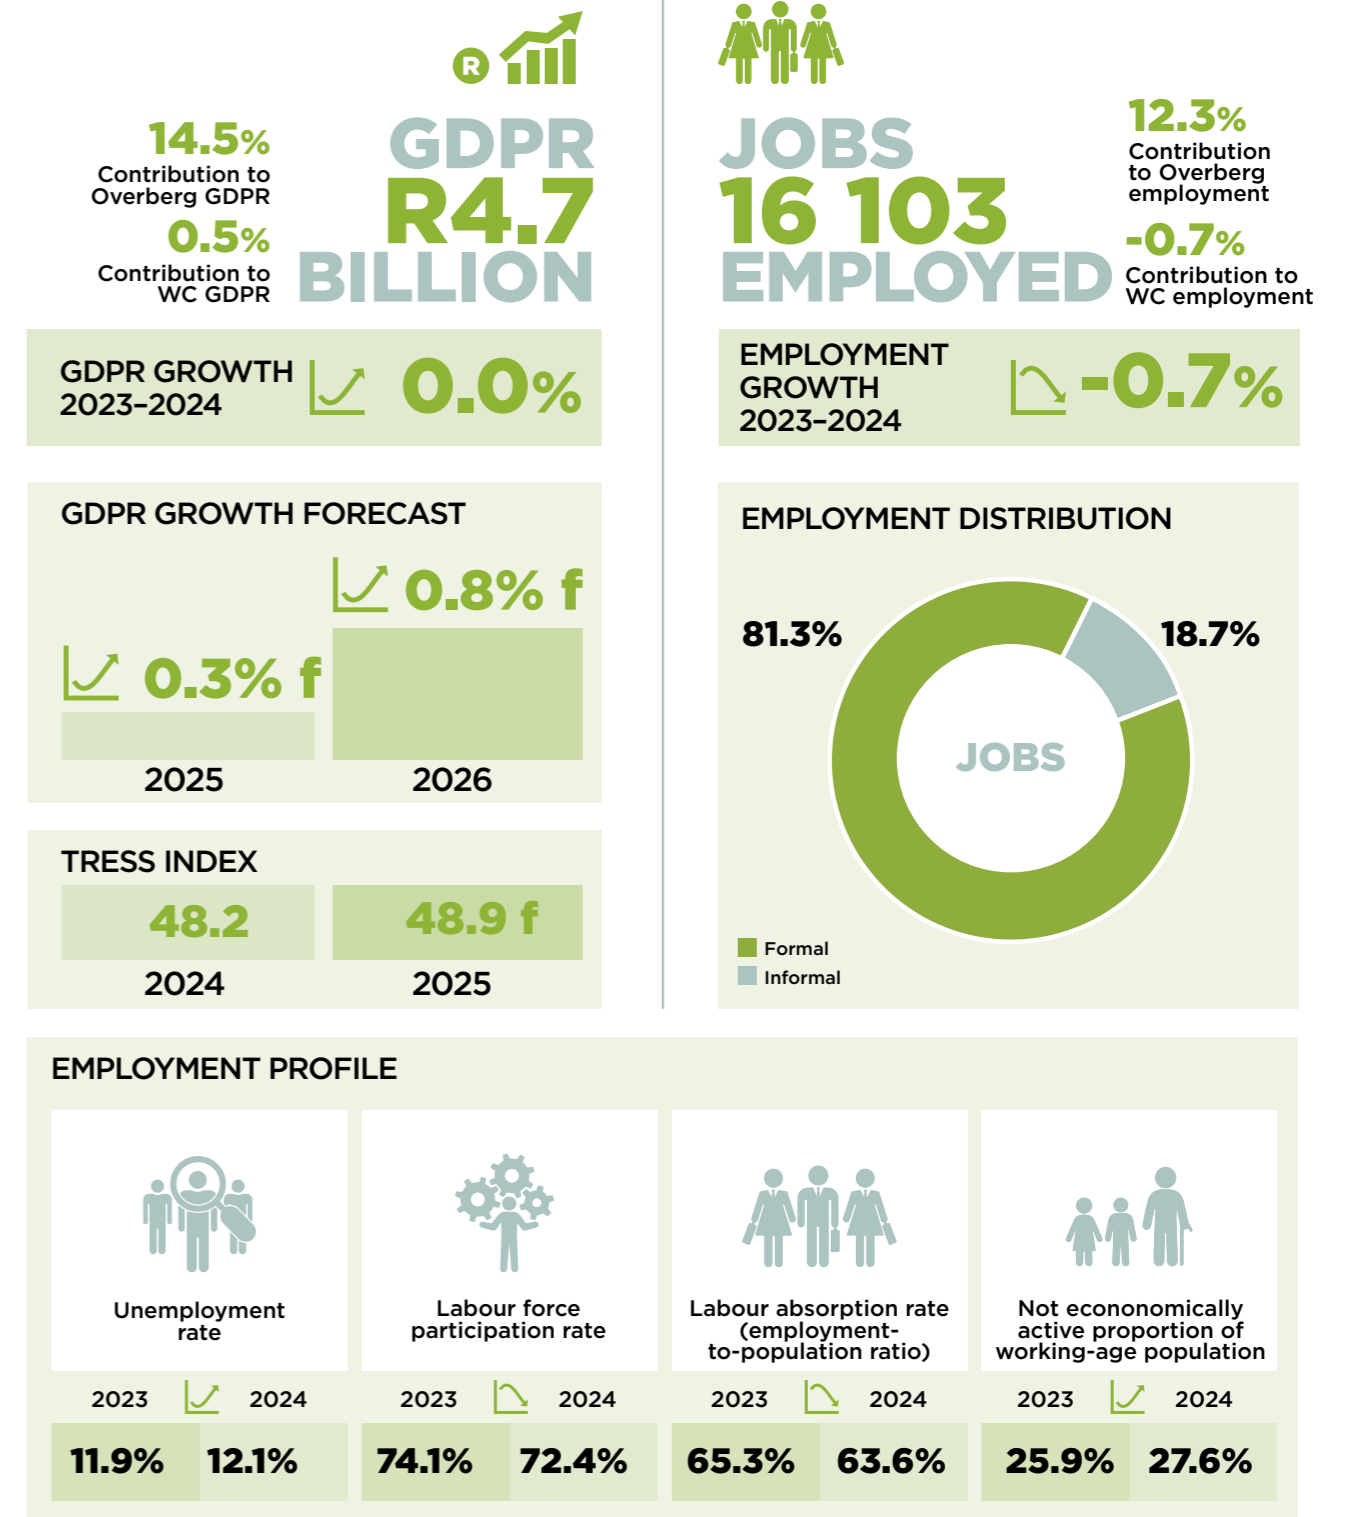 R
14.5%
Contribution to
Overberg GDPR
0.5%
Contribution to
WC GDPR
GDPR
R4.7
BILLION
JOBS
16 103
EMPLOYED
12.3%
Contribution
to Overberg
employment
-0.7%
Contribution to
WC employment
GDPR GROWTH
2023–2024
0.0%
EMPLOYMENT
GROWTH
2023–2024
-0.7%
GDPR GROWTH FORECAST
0.3% f
2025
0.8% f
2026
TRESS INDEX
48.2
2024
48.9 f
2025
EMPLOYMENT DISTRIBUTION
81.3%
18.7%
JOBS
Formal
Informal
EMPLOYMENT PROFILE
Unemployment
rate
2023 2024
11.9% 12.1%
Labour force
participation rate
2023 2024
74.1% 72.4%
Labour absorption rate
(employment-
to-population ratio)
2023 2024
65.3% 63.6%
Not econonomically
active proportion of
working-age population
2023 2024
25.9% 27.6%